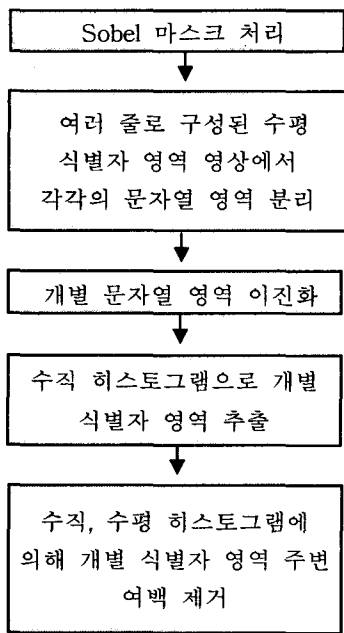 Sobel 마스크 처리
여러 줄로 구성된 수평
식별자 영역 영상에서
각각의 문자열 영역 분리
개별 문자열 영역 이진화
수직 히스토그램으로 개별
식별자 영역 추출
수직, 수평 히스토그램에
의해 개별 식별자 영역 주변
여백 제거